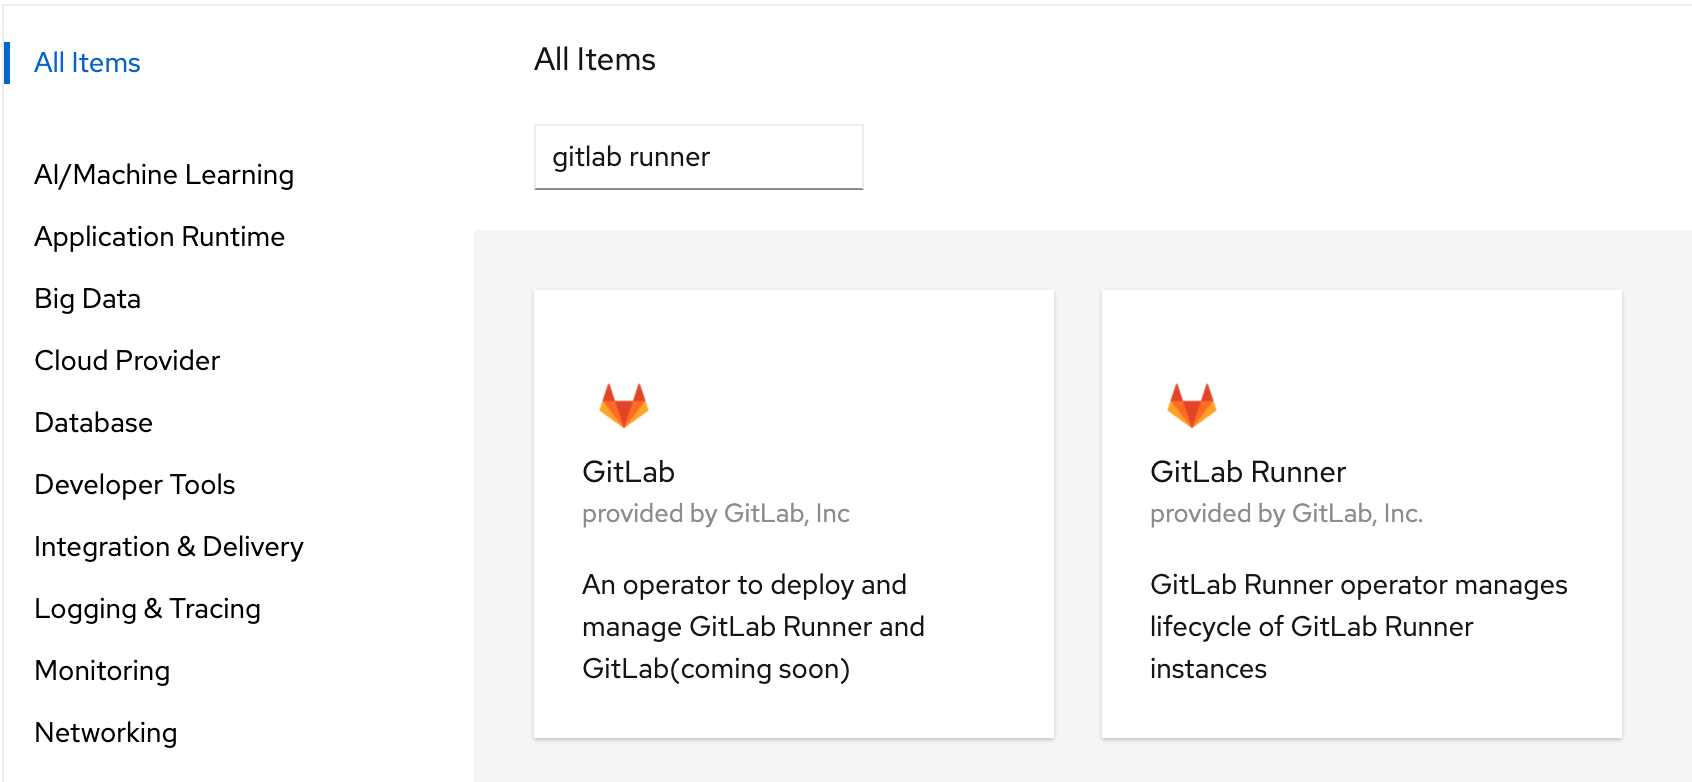 All Items
AI/Machine Learning
Application Runtime
Big Data
Cloud Provider
Database
Developer Tools
Integration & Delivery
Logging & Tracing
Monitoring
Networking
All Items
gitlab runner
GitLab
provided by GitLab, Inc
An operator to deploy and
manage GitLab Runner and
GitLab(coming soon)
GitLab Runner
provided by GitLab, Inc.
GitLab Runner operator manages
lifecycle of GitLab Runner
instances